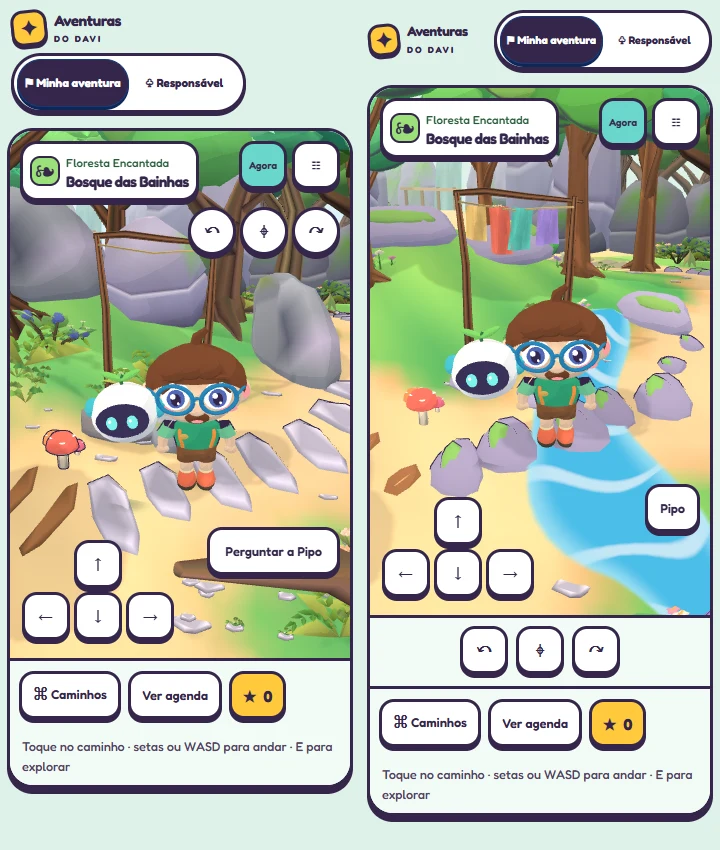 Aventuras
DO DAVI
Minha aventura
Responsável
Floresta Encantada
Bosque das Bainhas
Agora
Perguntar a Pipo
↑
← ↓ →
⌘ Caminhos
Ver agenda
★ 0
Toque no caminho · setas ou WASD para andar · E para
explorar
Aventuras
DO DAVI
Minha aventura
Responsável
Floresta Encantada
Bosque das Bainhas
Agora
Pipo
↑
← ↓ →
⌘ Caminhos
Ver agenda
★ 0
Toque no caminho · setas ou WASD para andar · E para
explorar